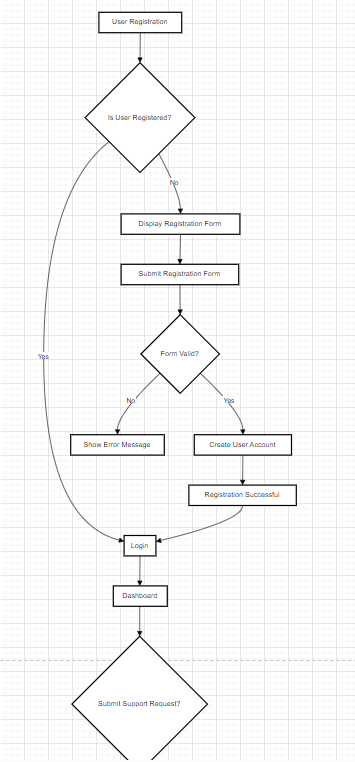 User Registration
Is User Registered?
No
Display Registration Form
Submit Registration Form
Form Valid?
Yes
No
Yes
Show Error Message
Create User Account
Registration Successful
Login
Dashboard
Submit Support Request?